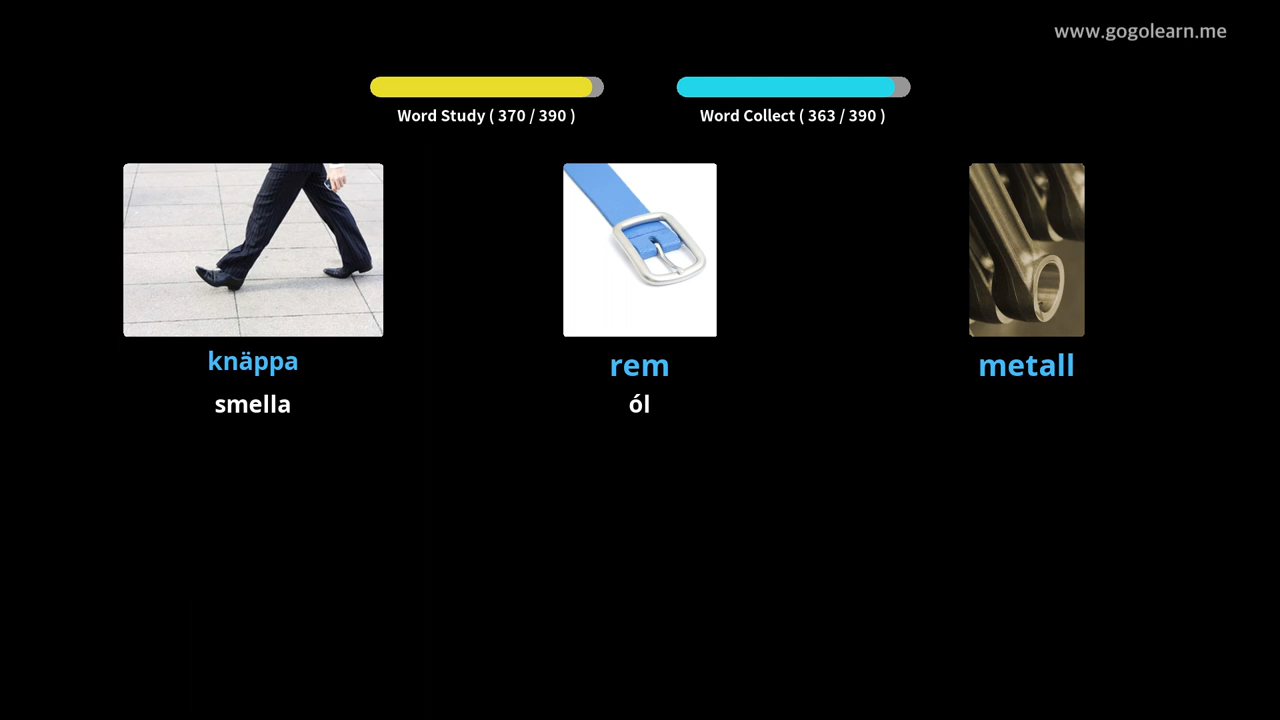 www.gogolearn.me
Word Study ( 370 / 390 )
Word Collect ( 363 / 390 )
knäppa
rem
metall
smella
ól